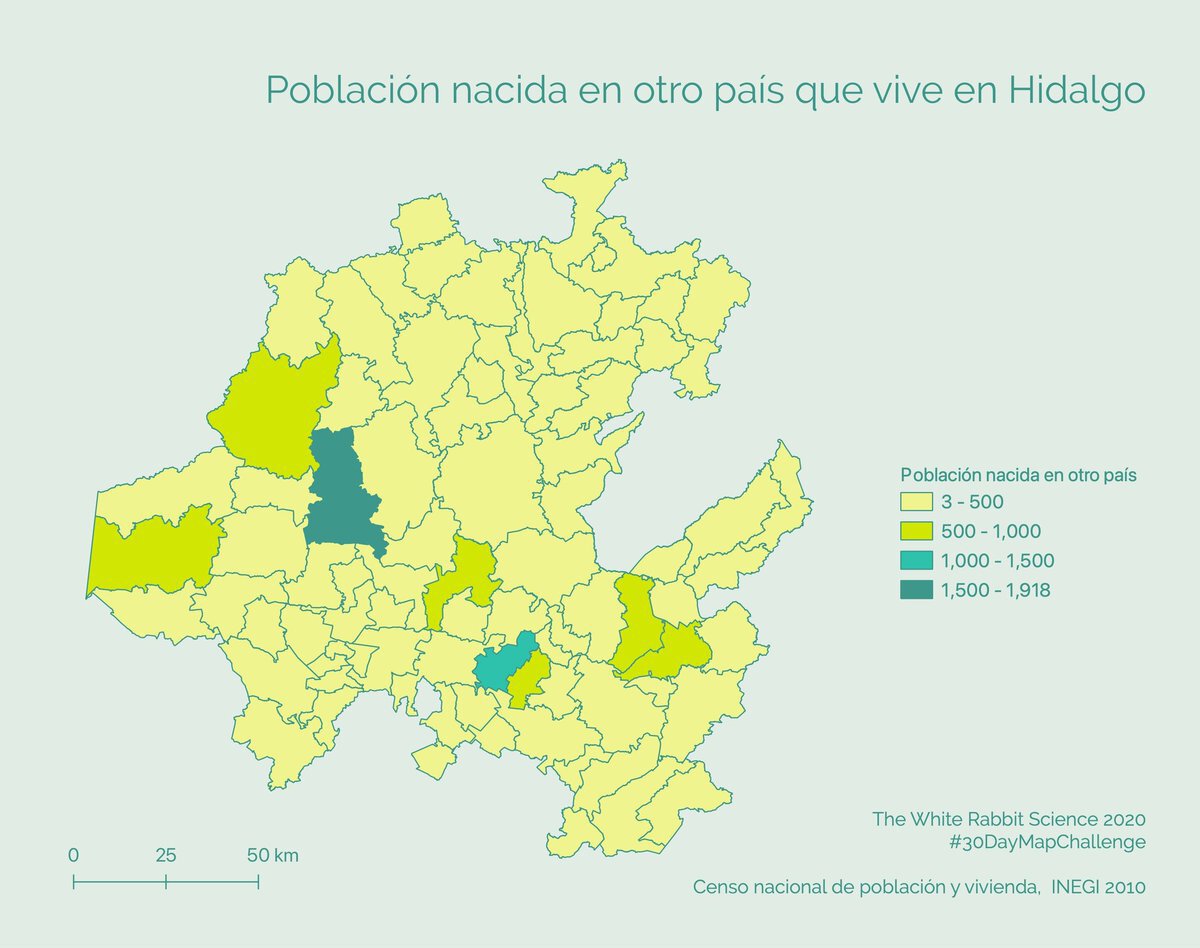 Población nacida en otro país que vive en Hidalgo
Población nacida en otro país
3 - 500
500 - 1,000
1,000 - 1,500
1,500 - 1,918
The White Rabbit Science 2020
#30DayMapChallenge
0 25 50 km
Censo nacional de población y vivienda, INEGI 2010